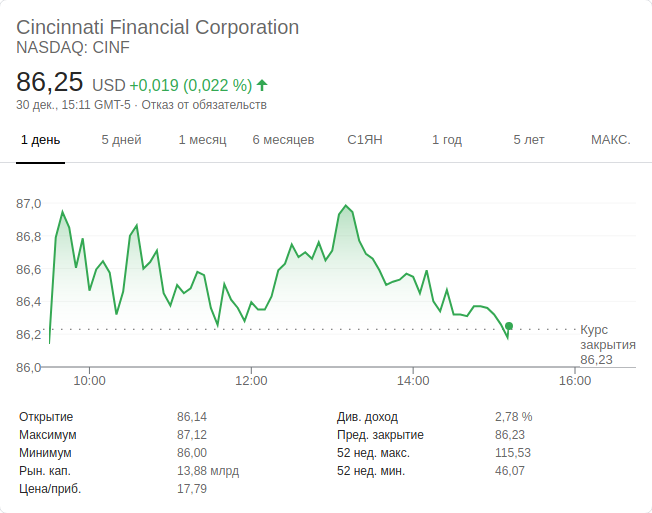 Cincinnati Financial Corporation
NASDAQ: CINF
86,25 USD +0,019 (0,022 %)
30 дек., 15:11 GMT-5 · Отказ от обязательств
1 день 5 дней 1 месяц 6 месяцев С1ЯН 1 год 5 лет МАКС.
87,0
86,8
86,6
86,4
86,2
86,0
Курс
закрытия
86,23
10:00 12:00 14:00 16:00
Открытие 86,14 Див. доход 2,78 %
Максимум 87,12 Пред. закрытие 86,23
Минимум 86,00 52 нед. макс. 115,53
Рын. кап. 13,88 млрд 52 нед. мин. 46,07
Цена/приб. 17,79